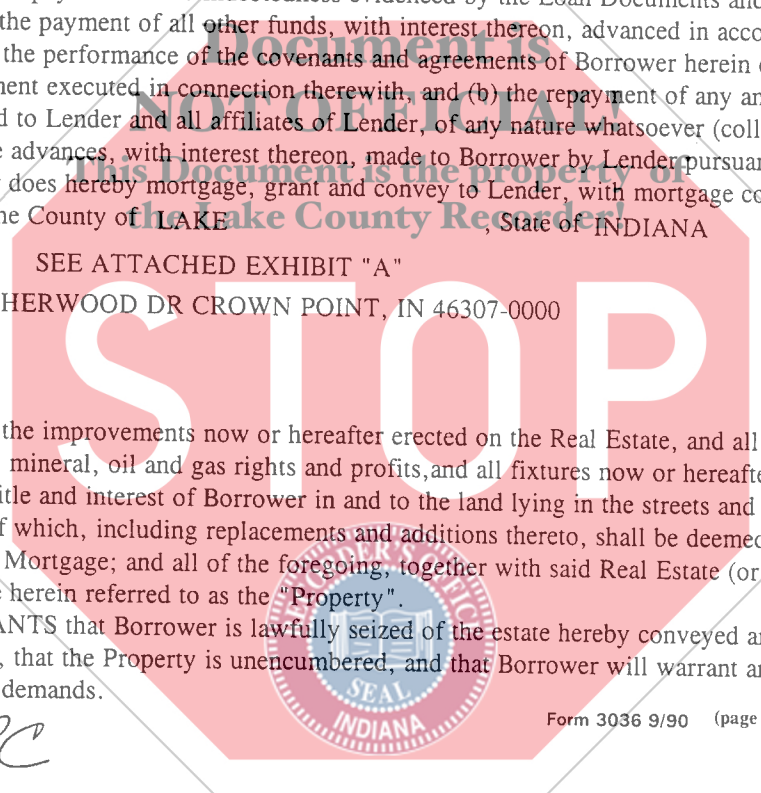 the payment of all other funds, with interest thereon, advanced in acco
the performance of the covenants and agreements of Borrower herein
ment executed in connection therewith, and (b) the repayment of any an
d to Lender and all affiliates of Lender, of any nature whatsoever (coll
e advances, with interest thereon, made to Borrower by Lender pursuan
does hereby mortgage, grant and convey to Lender, with mortgage co
ne County of LAKE , State of INDIANA
SEE ATTACHED EXHIBIT "A"
HERWOOD DR CROWN POINT, IN 46307-0000
the improvements now or hereafter erected on the Real Estate, and all
mineral, oil and gas rights and profits,and all fixtures now or hereafte
itle and interest of Borrower in and to the land lying in the streets and
f which, including replacements and additions thereto, shall be deemed
Mortgage; and all of the foregoing, together with said Real Estate (or
e herein referred to as the "Property".
ANTS that Borrower is lawfully seized of the estate hereby conveyed an
, that the Property is unencumbered, and that Borrower will warrant an
demands.
Form 3036 9/90 (page
Document is
NOT OFFICIAL
This Document is the property of
the Lake County Recorder!
STOP
RECORDER'S OFFICE
SEAL
INDIANA